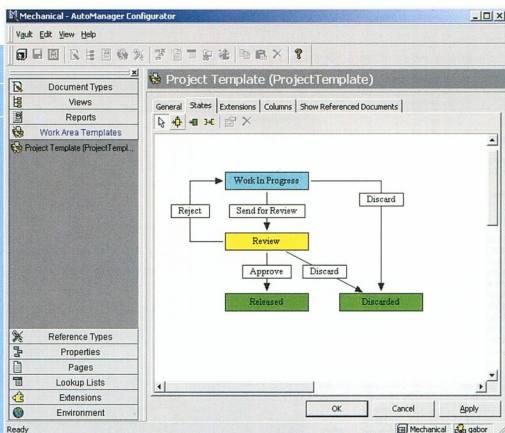 Mechanical - AutoManager Configurator
Vault Edit View Help
Document Types
Views
Reports
Work Area Templates
Project Template (ProjectTempl...
Reference Types
Properties
Pages
Lookup Lists
Extensions
Environment
Project Template (ProjectTemplate)
General States Extensions Columns Show Referenced Documents
Work In Progress
Reject
Send for Review
Discard
Review
Approve
Discard
Released
Discarded
OK Cancel Apply
Ready
Mechanical gabor